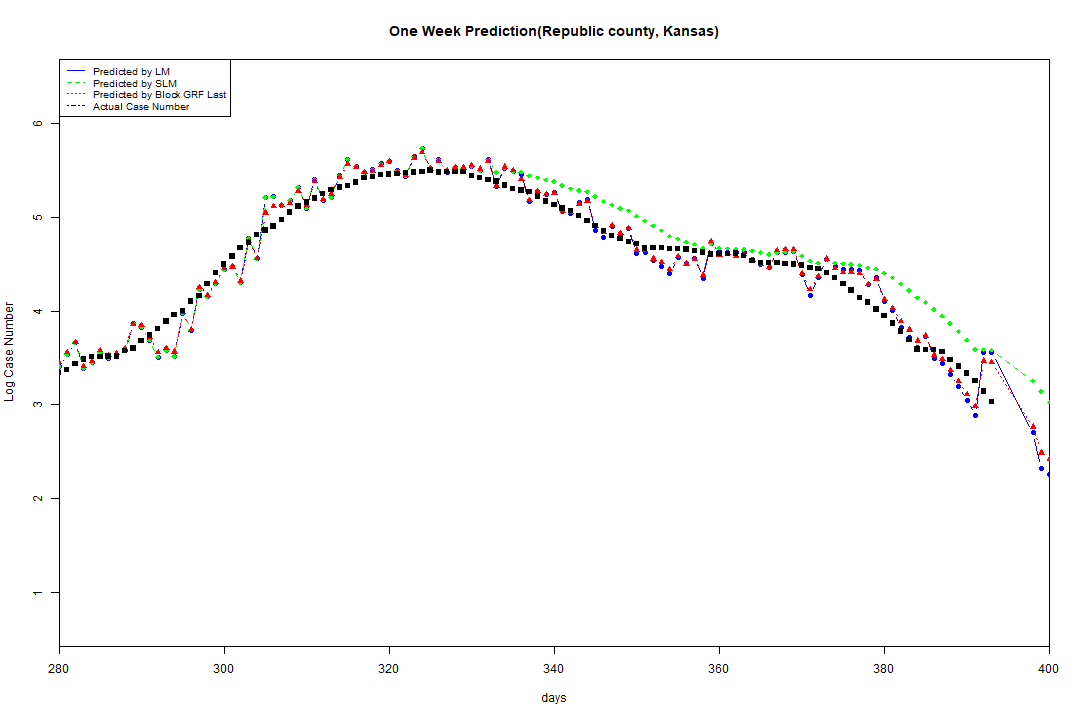 One Week Prediction(Republic county, Kansas)
Predicted by LM
Predicted by SLM
Predicted by Block GRF Last
Actual Case Number
Log Case Number
6
5
4
3
2
1
280 300 320 340 360 380 400
days